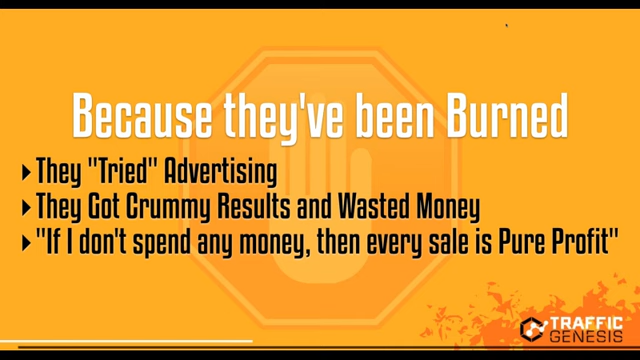 Because they've been Burned
They "Tried" Advertising
They Got Crummy Results and Wasted Money
"If I don't spend any money, then every sale is Pure Profit"
TRAFFIC
GENESIS